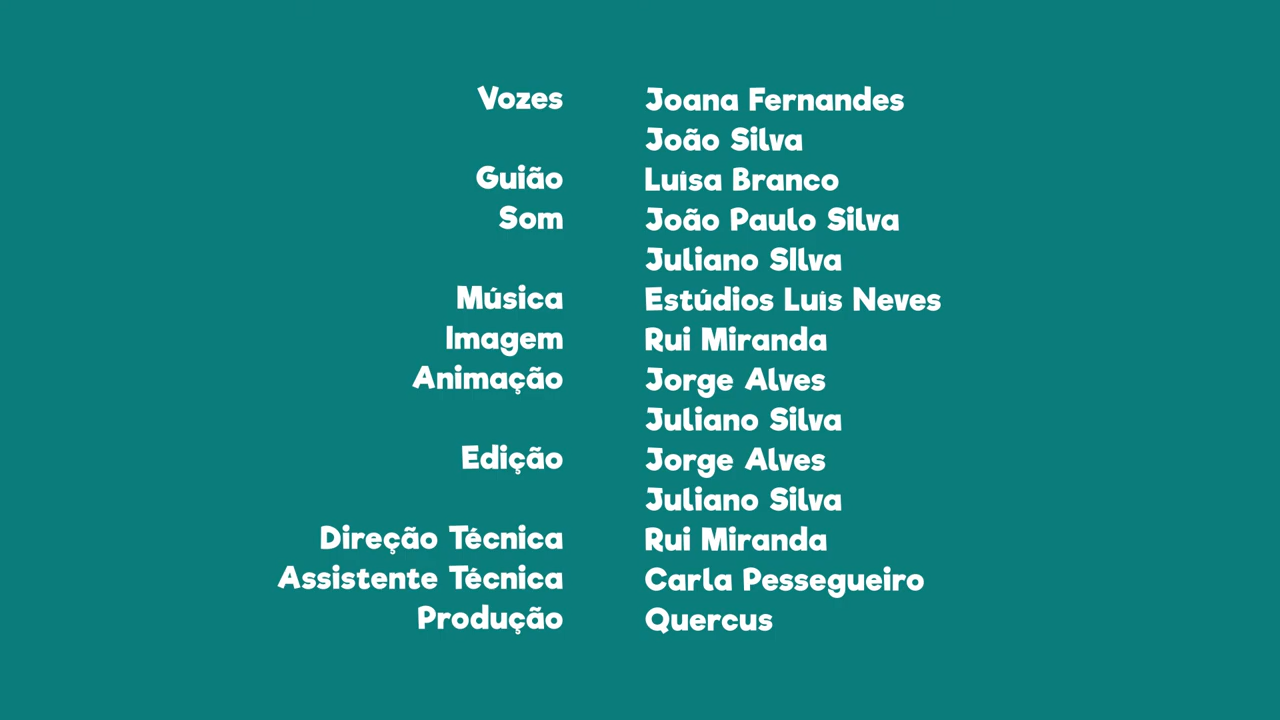 Vozes Joana Fernandes
João Silva
Guião Luísa Branco
Som João Paulo Silva
Juliano SIlva
Música Estúdios Luís Neves
Imagem Rui Miranda
Animação Jorge Alves
Juliano Silva
Edição Jorge Alves
Juliano Silva
Direção Técnica Rui Miranda
Assistente Técnica Carla Pessegueiro
Produção Quercus